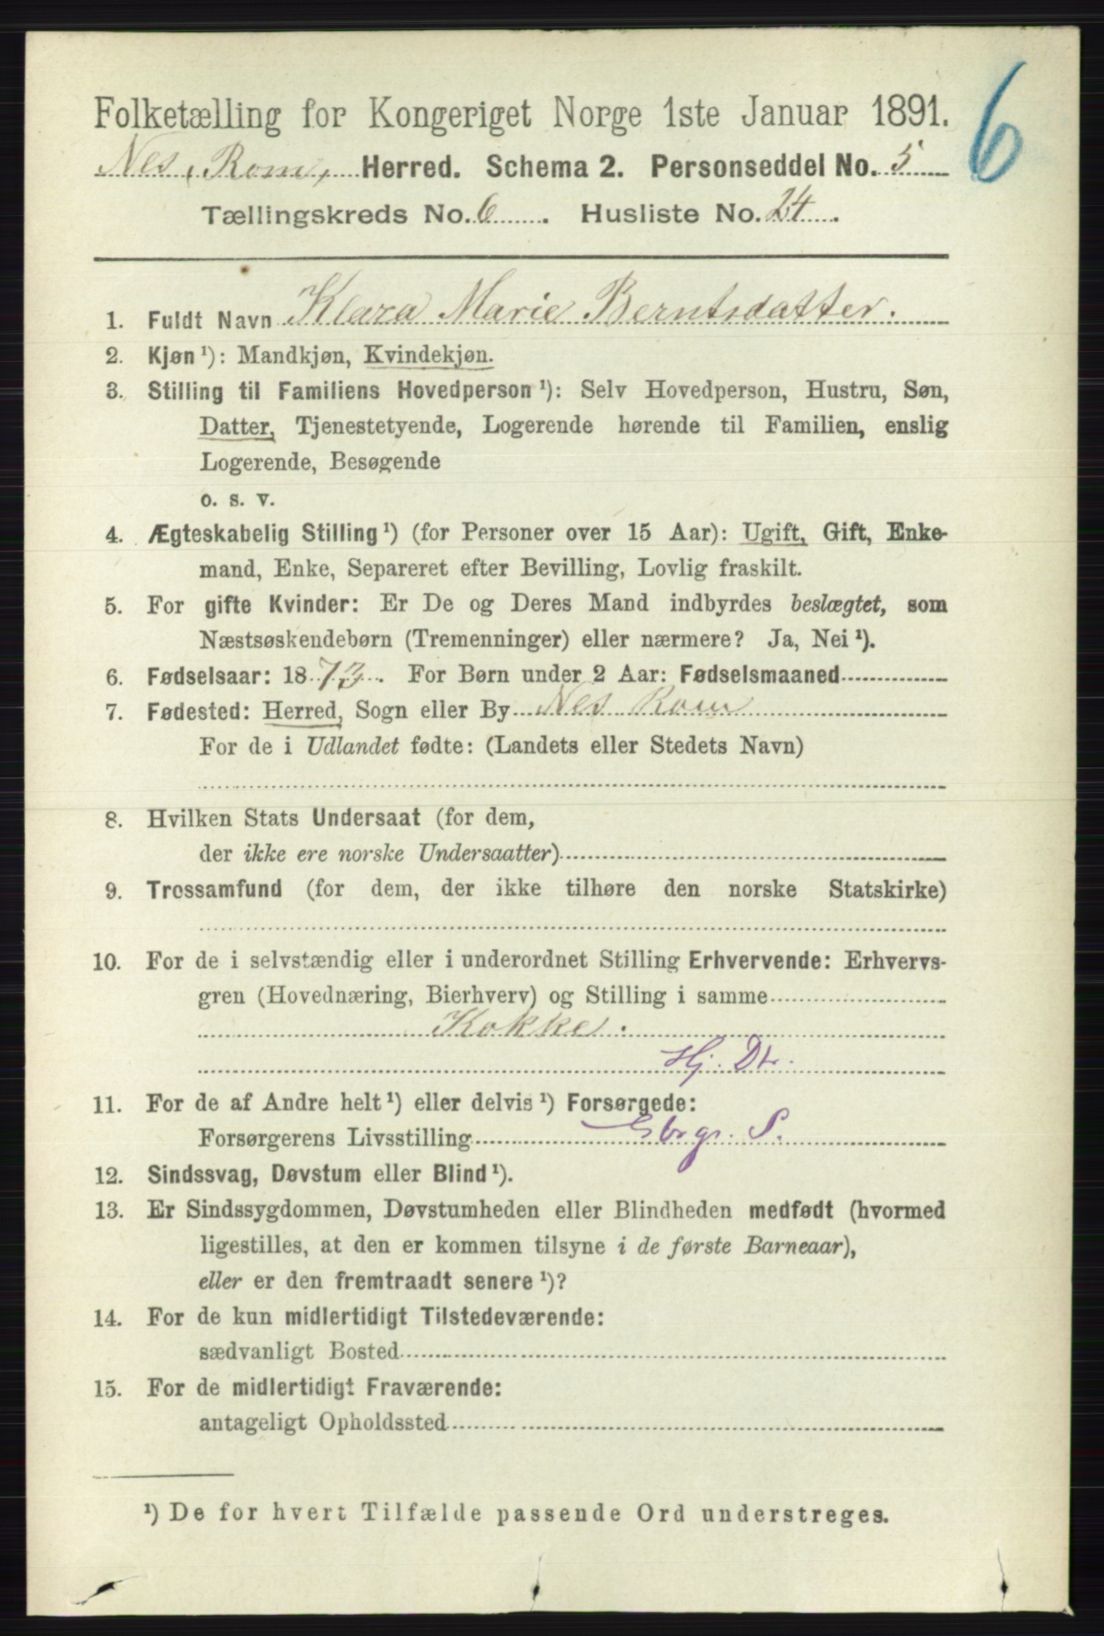 6
Folketælling for Kongeriget Norge 1ste Januar 1891.
Nes, Rom, Herred. Schema 2. Personseddel No. 5
Tællingskreds No. 6. Husliste No. 24.
1. Fuldt Navn Klara Marie Berntsdatter.
2. Kjøn ¹): Mandkjøn, Kvindekjøn.
3. Stilling til Familiens Hovedperson ¹): Selv Hovedperson, Hustru, Søn,
Datter, Tjenestetyende, Logerende hørende til Familien, enslig
Logerende, Besøgende
o. s. v.
4. Ægteskabelig Stilling ¹) (for Personer over 15 Aar): Ugift, Gift, Enke-
mand, Enke, Separeret efter Bevilling, Lovlig fraskilt.
5. For gifte Kvinder: Er De og Deres Mand indbyrdes beslægtet, som
Næstsøskendebørn (Tremenninger) eller nærmere? Ja, Nei ¹).
6. Fødselsaar: 1873. For Børn under 2 Aar: Fødselsmaaned
7. Fødested: Herred, Sogn eller By Nes Rom
For de i Udlandet fødte: (Landets eller Stedets Navn)
8. Hvilken Stats Undersaat (for dem,
der ikke ere norske Undersaatter)
9. Trossamfund (for dem, der ikke tilhøre den norske Statskirke)
10. For de i selvstændig eller i underordnet Stilling Erhvervende: Erhvervs-
gren (Hovednæring, Bierhverv) og Stilling i samme
Kokke.
Hj. Dt.
11. For de af Andre helt ¹) eller delvis ¹) Forsørgede:
Forsørgerens Livsstilling Gbrgr. S.
12. Sindssvag, Døvstum eller Blind ¹).
13. Er Sindssygdommen, Døvstumheden eller Blindheden medfødt (hvormed
ligestilles, at den er kommen tilsyne i de første Barneaar),
eller er den fremtraadt senere ¹)?
14. For de kun midlertidigt Tilstedeværende:
sædvanligt Bosted
15. For de midlertidigt Fraværende:
antageligt Opholdssted
¹) De for hvert Tilfælde passende Ord understreges.